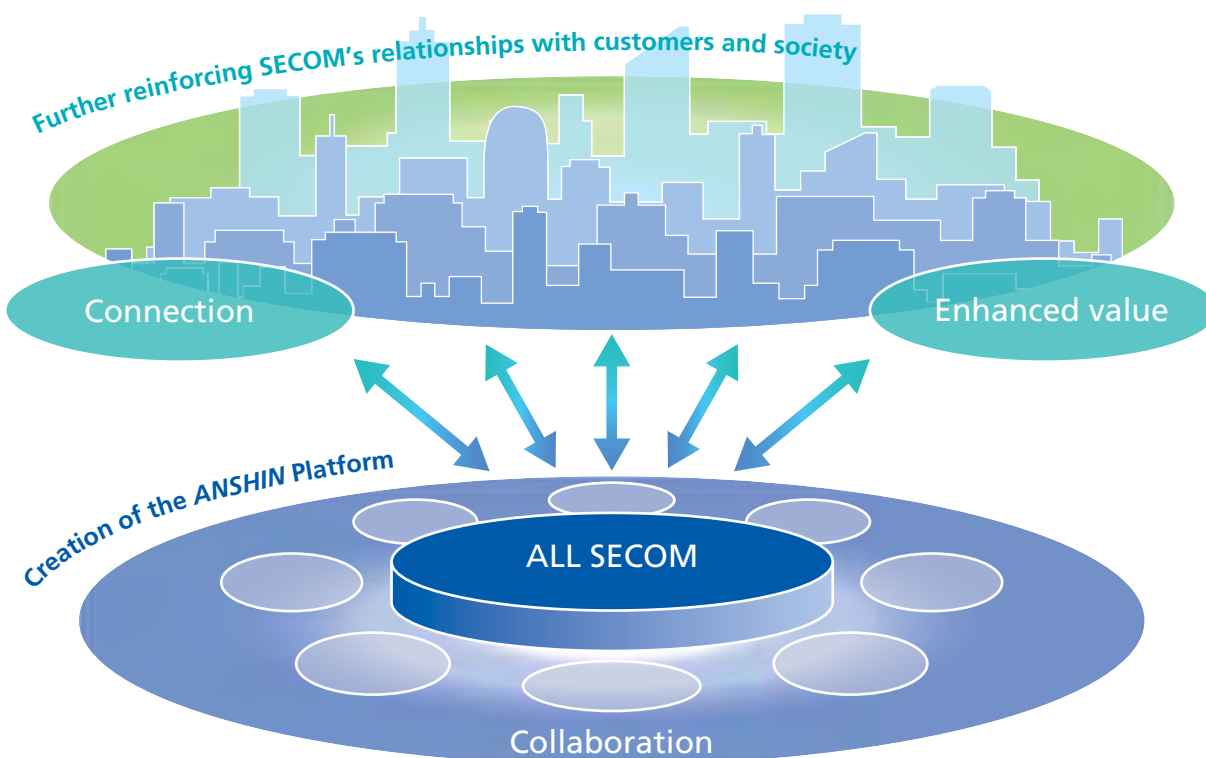 Further reinforcing SECOM's relationships with customers and society
Connection
Enhanced value
Creation of the ANSHIN Platform
ALL SECOM
Collaboration